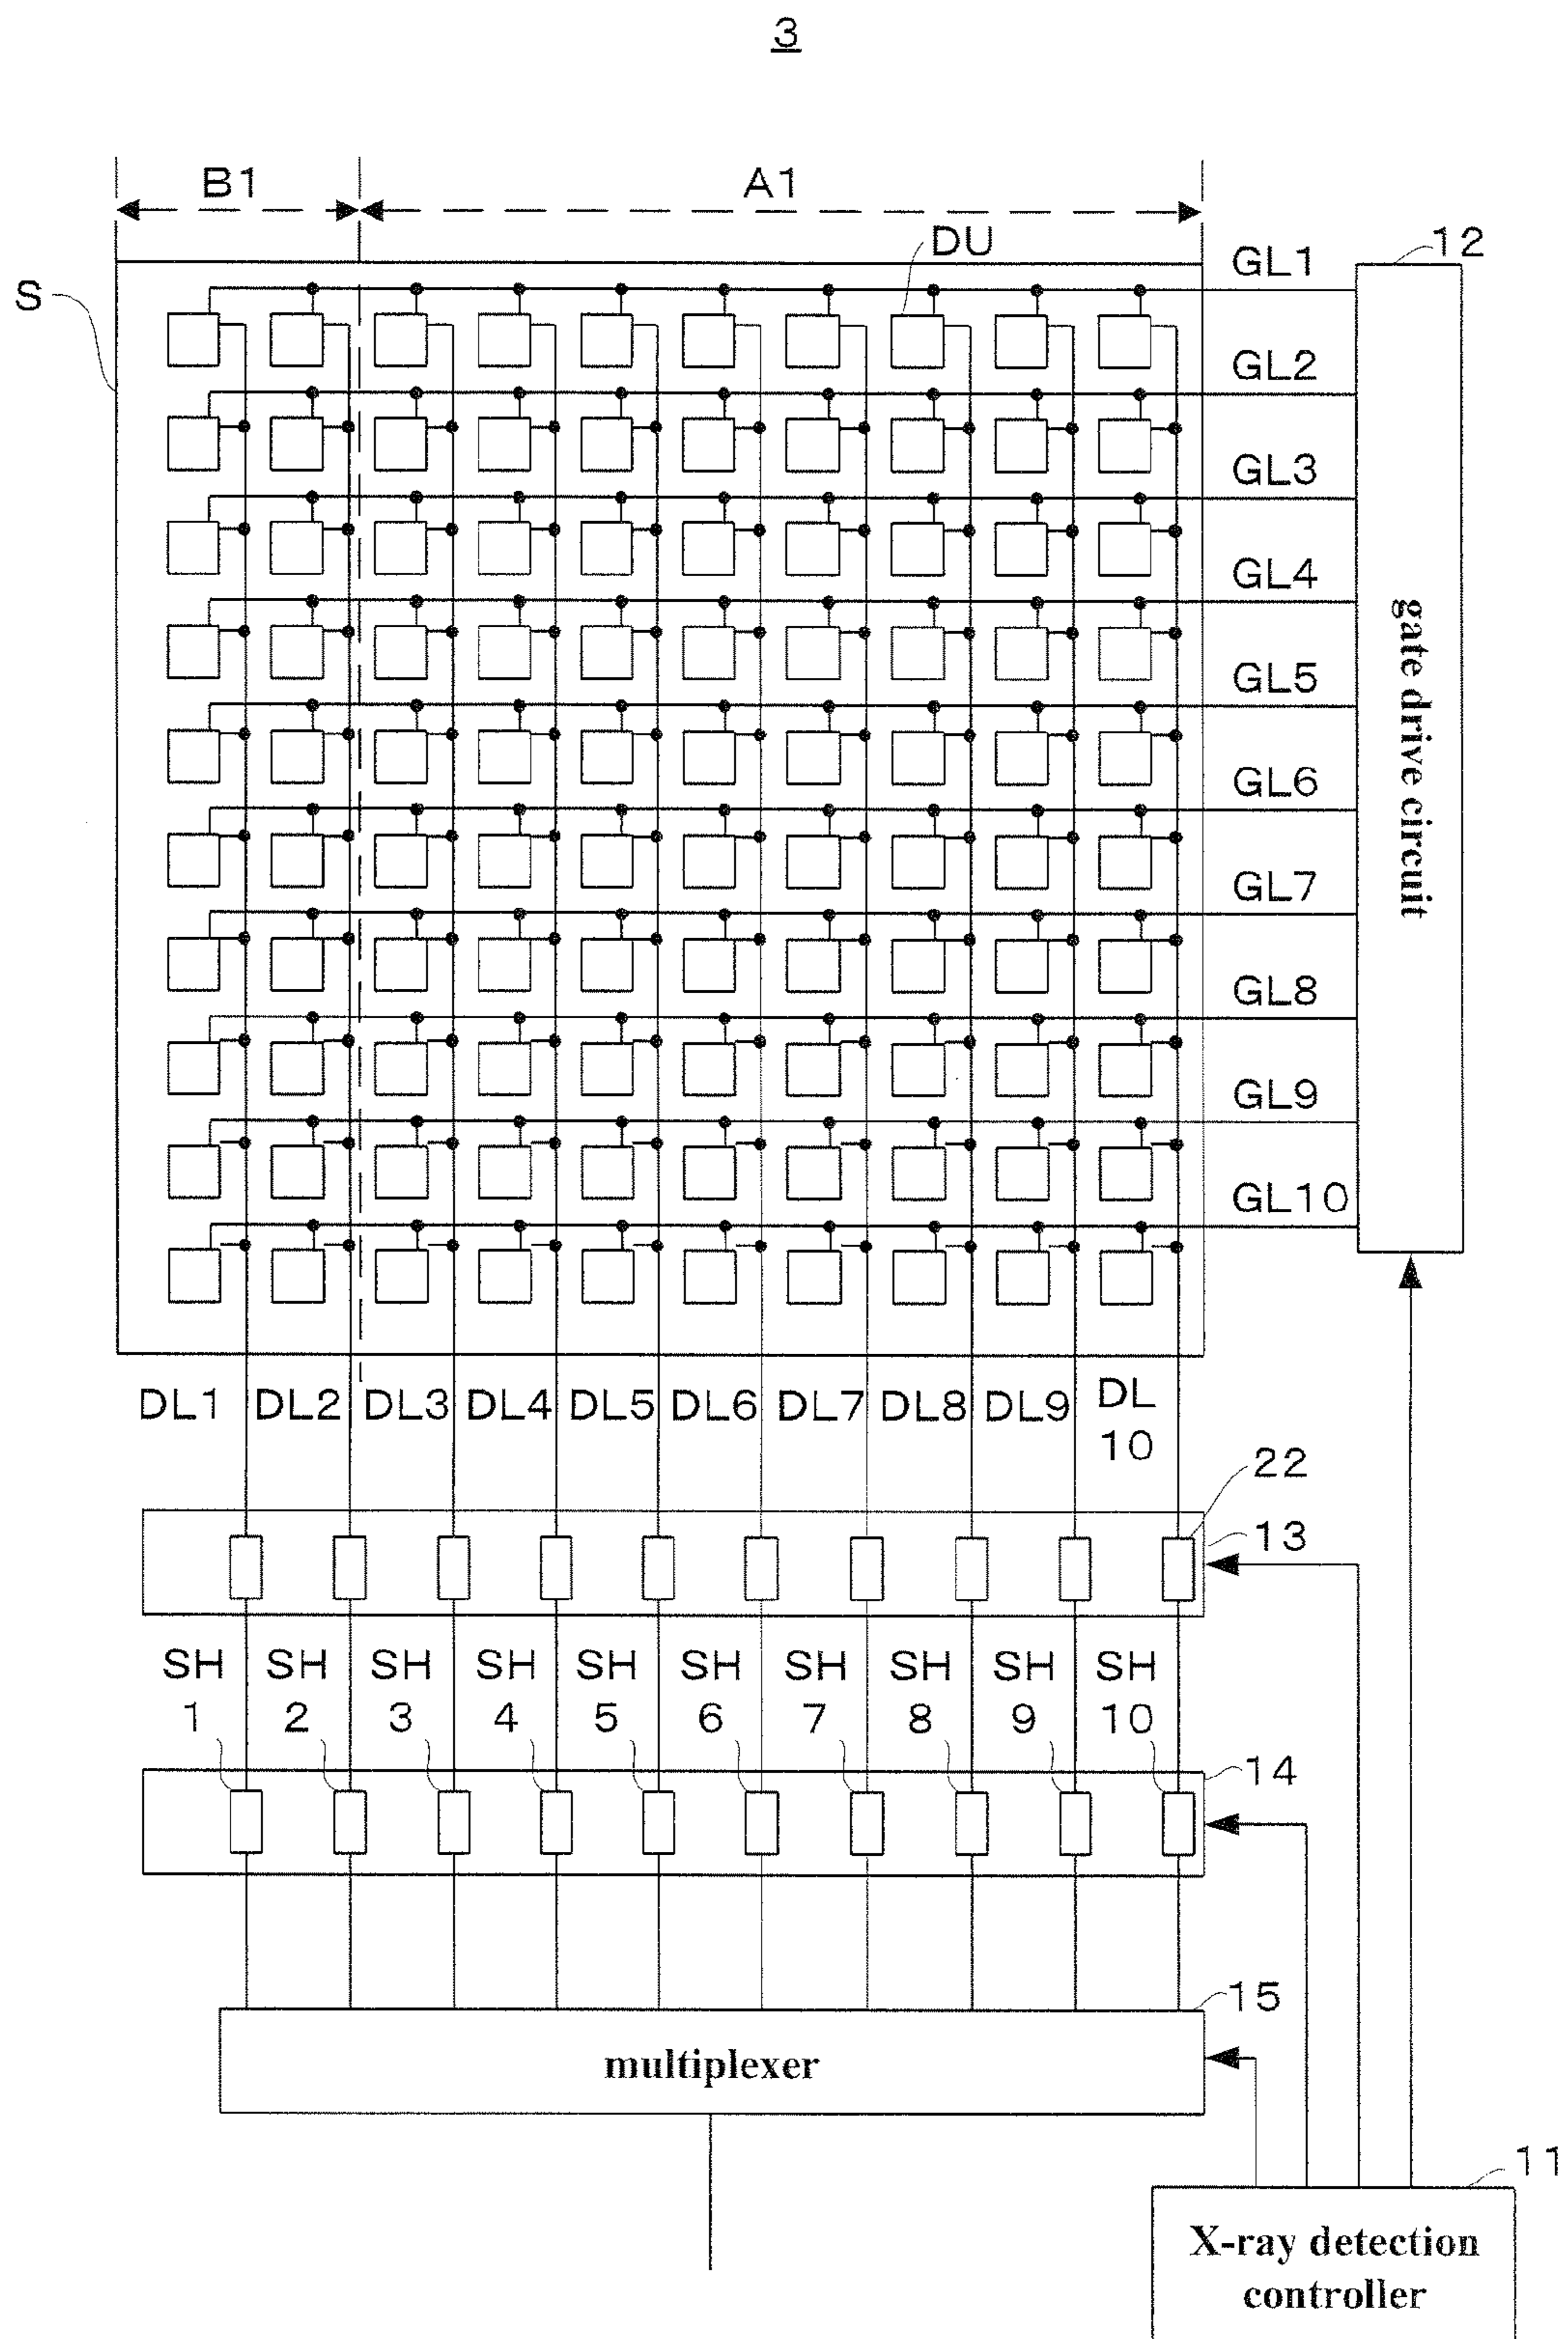 3
B1
A1
DU
GL1
12
S
GL2
GL3
GL4
GL5
GL6
GL7
GL8
GL9
GL10
gate drive circuit
DL1
DL2
DL3
DL4
DL5
DL6
DL7
DL8
DL9
DL
10
22
13
SH
1
SH
2
SH
3
SH
4
SH
5
SH
6
SH
7
SH
8
SH
9
SH
10
14
15
multiplexer
11
X-ray detection
controller